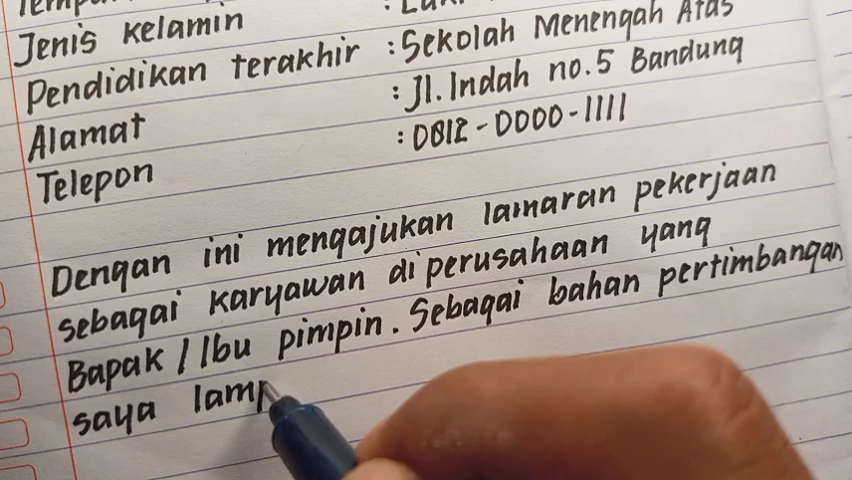 Jenis kelamin
Pendidikan terakhir : Sekolah Menengah Atas
Alamat : Jl. Indah no. 5 Bandung
Telepon : 0812-0000-1111
Dengan ini mengajukan lamaran pekerjaan
sebagai karyawan di perusahaan yang
Bapak / Ibu pimpin. Sebagai bahan pertimbangan
saya lamp